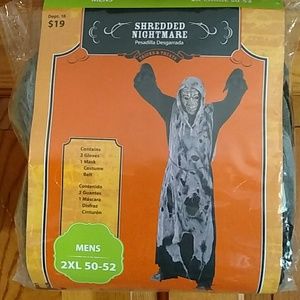 MENS
Dept. 18
$19
SHREDDED
NIGHTMARE
Pesadilla Desgarrada
Contains
2 Gloves
1 Mask
Costume
Belt
Contenido
2 Guantes
1 Máscara
Disfraz
Cinturón
MENS
2XL 50-52